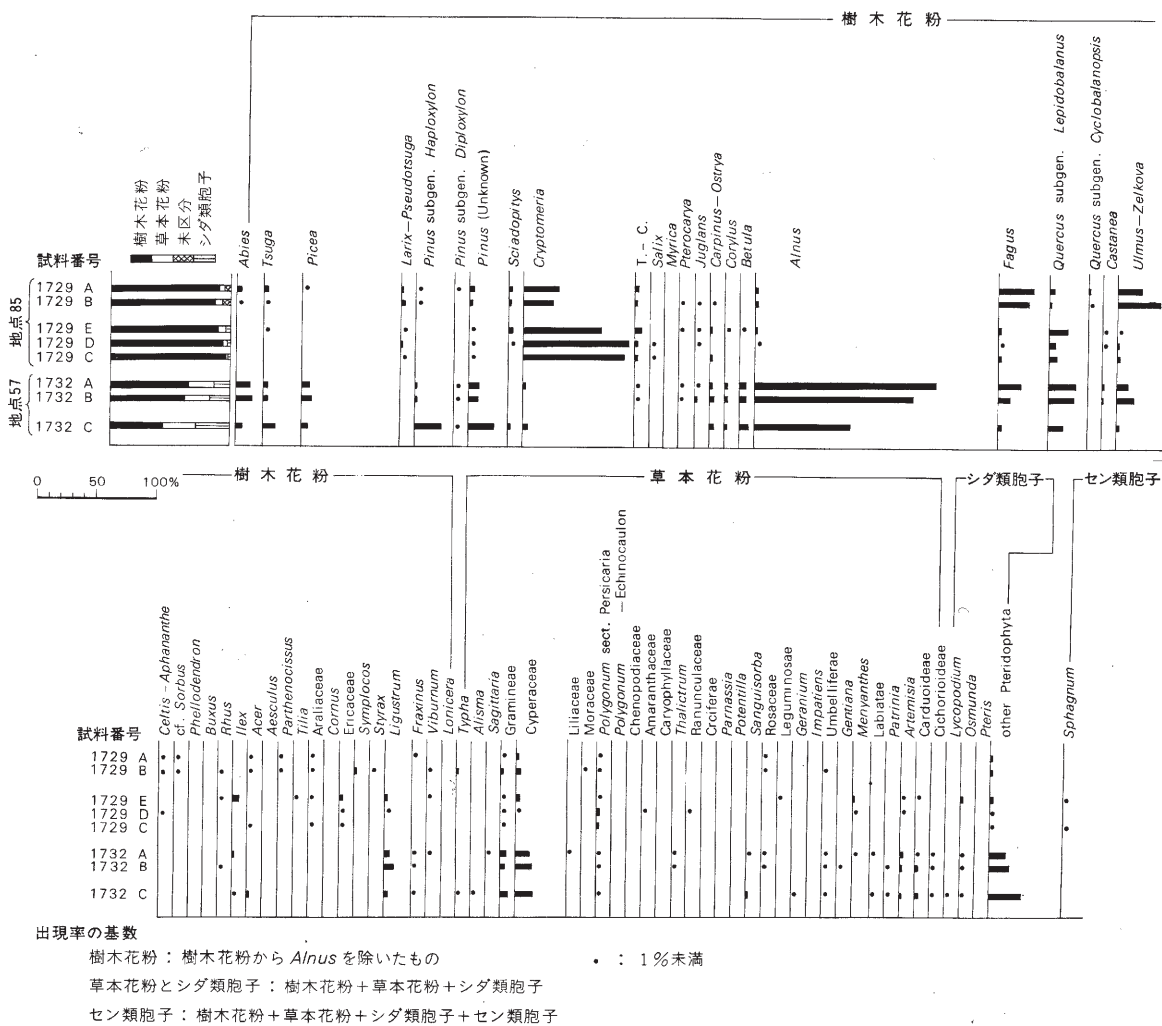 樹木花粉
樹木花粉
草本花粉
未区分
シダ類胞子
Abies
Tsuga
Picea
Larix–Pseudotsuga
Pinus subgen. Haploxylon
Pinus subgen. Diploxylon
Pinus (Unknown)
Sciadopitys
Cryptomeria
T. – C.
Salix
Myrica
Pterocarya
Juglans
Carpinus–Ostrya
Corylus
Betula
Alnus
Fagus
Quercus subgen. Lepidobalanus
Quercus subgen. Cyclobalanopsis
Castanea
Ulmus–Zelkova
試料番号
地点85
1729 A
1729 B
1729 E
1729 D
1729 C
地点57
1732 A
1732 B
1732 C
0 50 100%
樹木花粉
草本花粉
シダ類胞子
セン類胞子
Celtis – Aphananthe
cf. Sorbus
Phellodendron
Buxus
Rhus
Ilex
Acer
Aesculus
Parthenocissus
Tilia
Araliaceae
Cornus
Ericaceae
Symplocos
Styrax
Ligustrum
Fraxinus
Viburnum
Lonicera
Typha
Alisma
Sagittaria
Gramineae
Cyperaceae
Liliaceae
Moraceae
Polygonum sect. Persicaria
Polygonum – Echinocaulon
Chenopodiaceae
Amaranthaceae
Caryophyllaceae
Thalictrum
Ranunculaceae
Crciferae
Parnassia
Potentilla
Sanguisorba
Rosaceae
Leguminosae
Geranium
Impatiens
Umbelliferae
Gentiana
Menyanthes
Labiatae
Patrinia
Artemisia
Carduoideae
Cichorioideae
Lycopodium
Osmunda
Pteris
other Pteridophyta
Sphagnum
試料番号
1729 A
1729 B
1729 E
1729 D
1729 C
1732 A
1732 B
1732 C
出現率の基数
樹木花粉：樹木花粉から Alnus を除いたもの
• ： 1%未満
草本花粉とシダ類胞子：樹木花粉＋草本花粉＋シダ類胞子
セン類胞子：樹木花粉＋草本花粉＋シダ類胞子＋セン類胞子